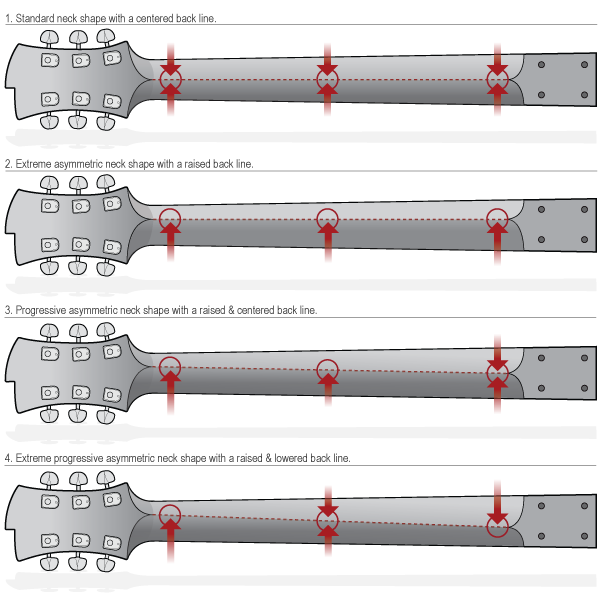 1. Standard neck shape with a centered back line.
2. Extreme asymmetric neck shape with a raised back line.
3. Progressive asymmetric neck shape with a raised & centered back line.
4. Extreme progressive asymmetric neck shape with a raised & lowered back line.